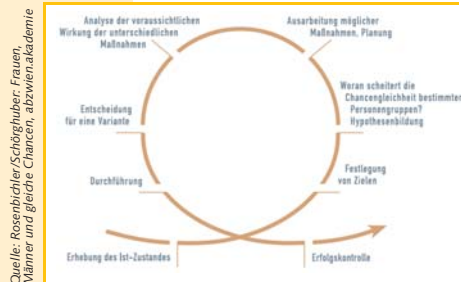 Analyse der voraussichtlichen
Wirkung der unterschiedlichen
Maßnahmen
Ausarbeitung möglicher
Maßnahmen, Planung
Woran scheitert die
Chancengleichheit bestimmter
Personengruppen?
Hypothesenbildung
Entscheidung
für eine Variante
Durchführung
Festlegung
von Zielen
Erhebung des Ist-Zustandes
Erfolgskontrolle
Quelle: Rosenbichler/Schörghuber: Frauen,
Männer und gleiche Chancen, abzwien.akademie